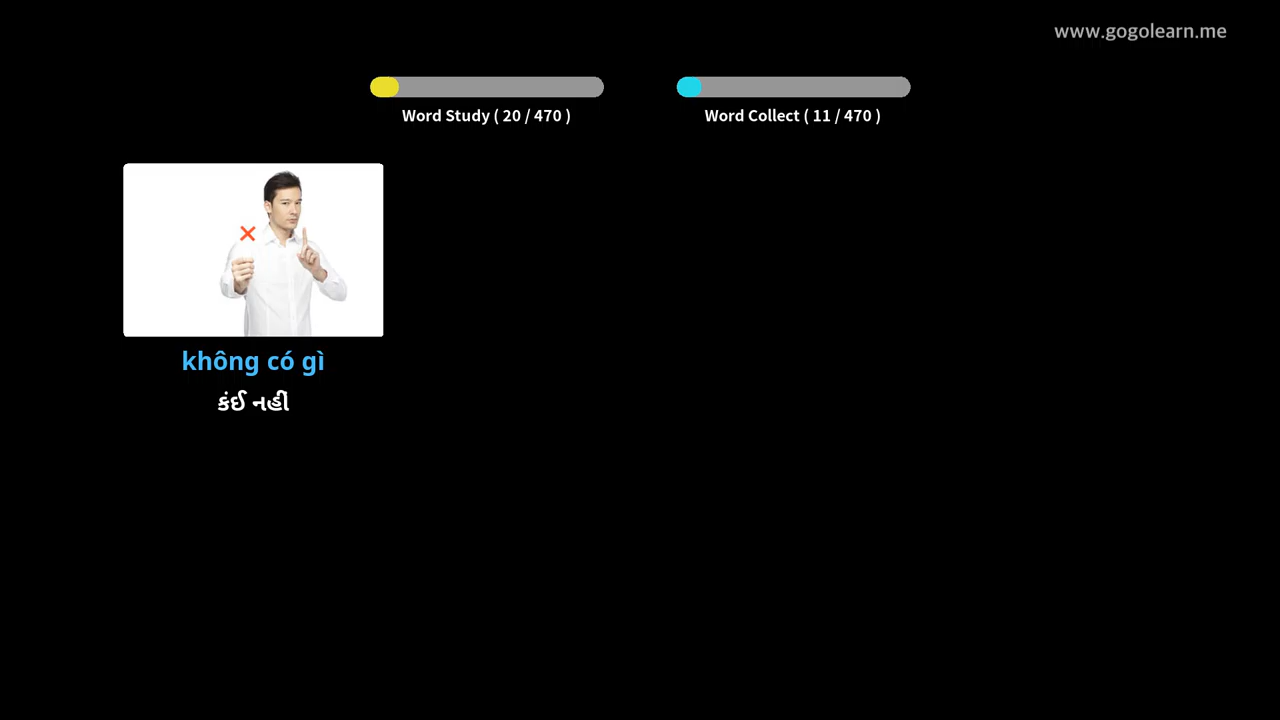 www.gogolearn.me
Word Study ( 20 / 470 )
Word Collect ( 11 / 470 )
không có gì
કંઈ નહીં